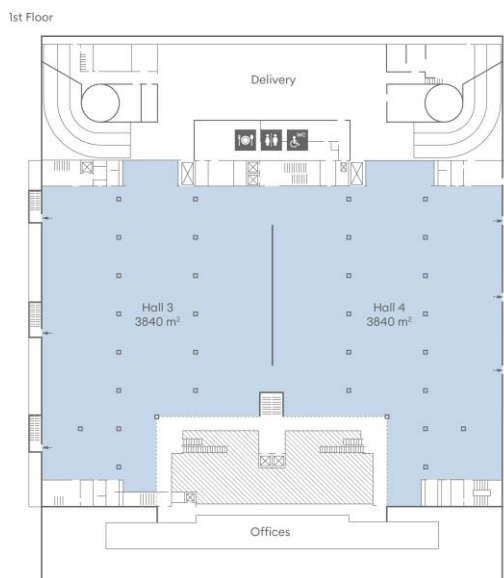 1st Floor
Delivery
WC
Hall 3
3840 m²
Hall 4
3840 m²
Offices